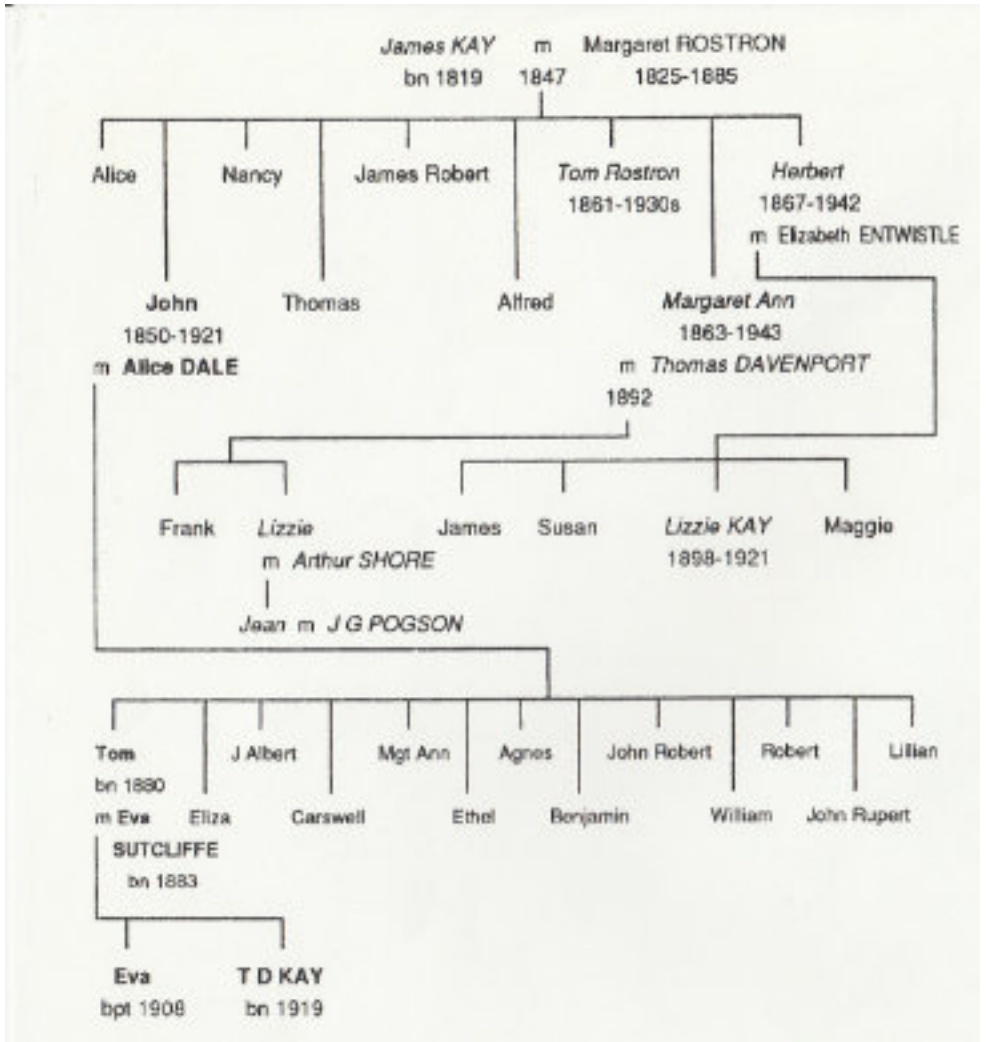 James KAY m Margaret ROSTRON
bn 1819 1847 1825-1885
Alice Nancy James Robert Tom Rostron Herbert
1861-1930s 1867-1942
m Elizabeth ENTWISTLE
John Thomas Alfred Margaret Ann
1850-1921 1863-1943
m Alice DALE m Thomas DAVENPORT
1892
Frank Lizzie James Susan Lizzie KAY Maggie
m Arthur SHORE 1898-1921
Jean m J G POGSON
Tom J Albert Mgt Ann Agnes John Robert Robert Lillian
bn 1880
m Eva Eliza Carswell Ethel Benjamin William John Rupert
SUTCLIFFE
bn 1883
Eva T D KAY
bpt 1908 bn 1919